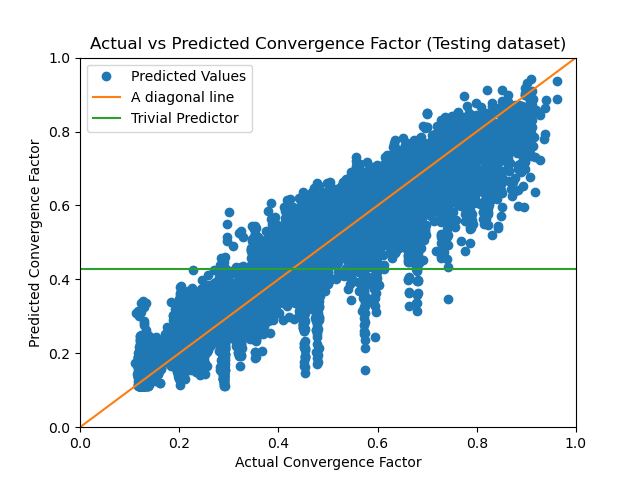 Actual vs Predicted Convergence Factor (Testing dataset)
Predicted Values
A diagonal line
Trivial Predictor
Predicted Convergence Factor
1.0
0.8
0.6
0.4
0.2
0.0
0.0 0.2 0.4 0.6 0.8 1.0
Actual Convergence Factor